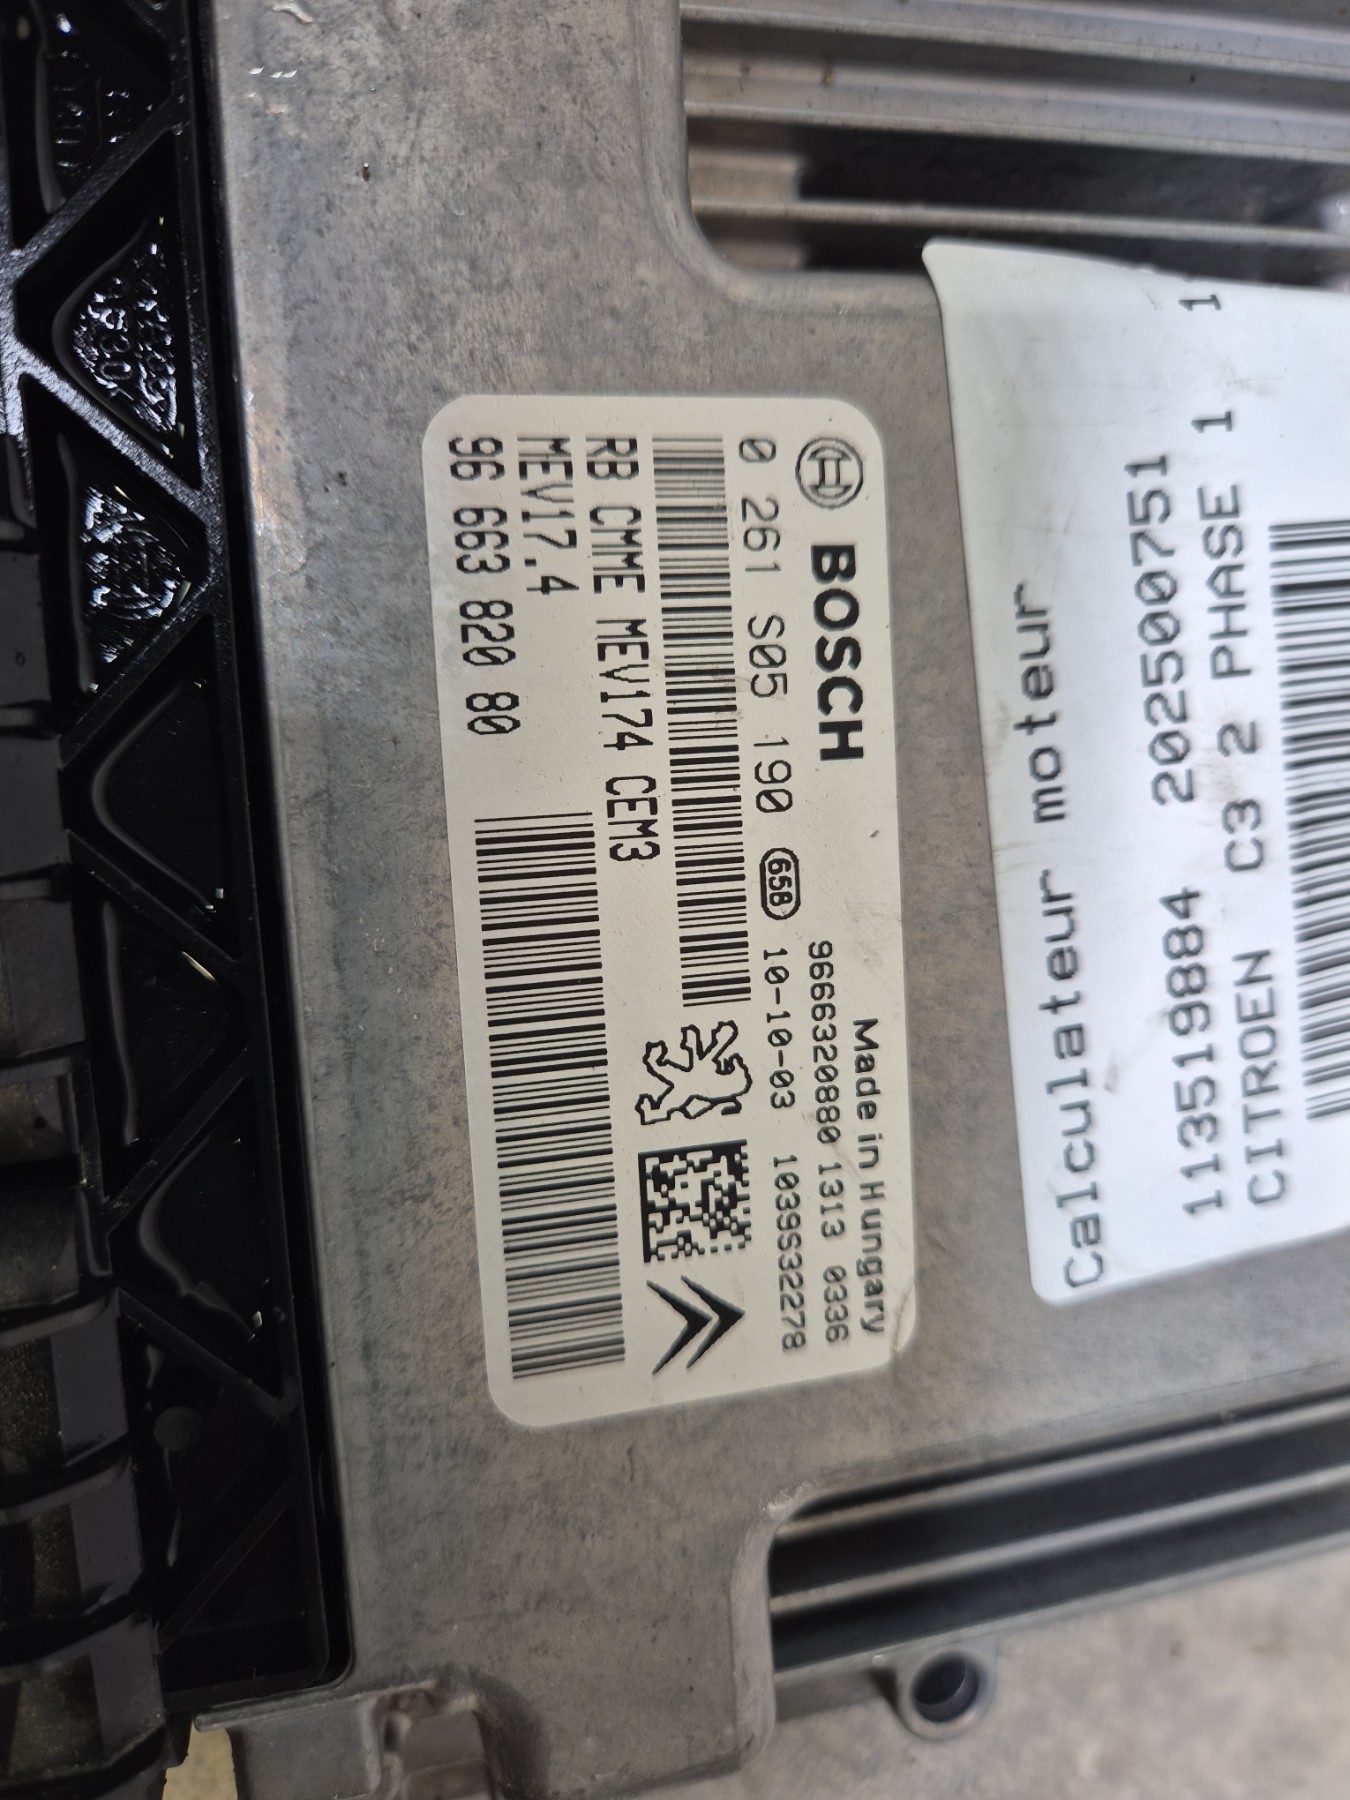 BOSCH
Made in Hungary
9666320880 1313 0336
0 261 S05 190 658 10-10-03 1039S32278
RB CMME MEV174 CEM3
MEV17.4
96 663 820 80
Calculateur moteur
113519884 202500751
CITROEN C3 2 PHASE 1